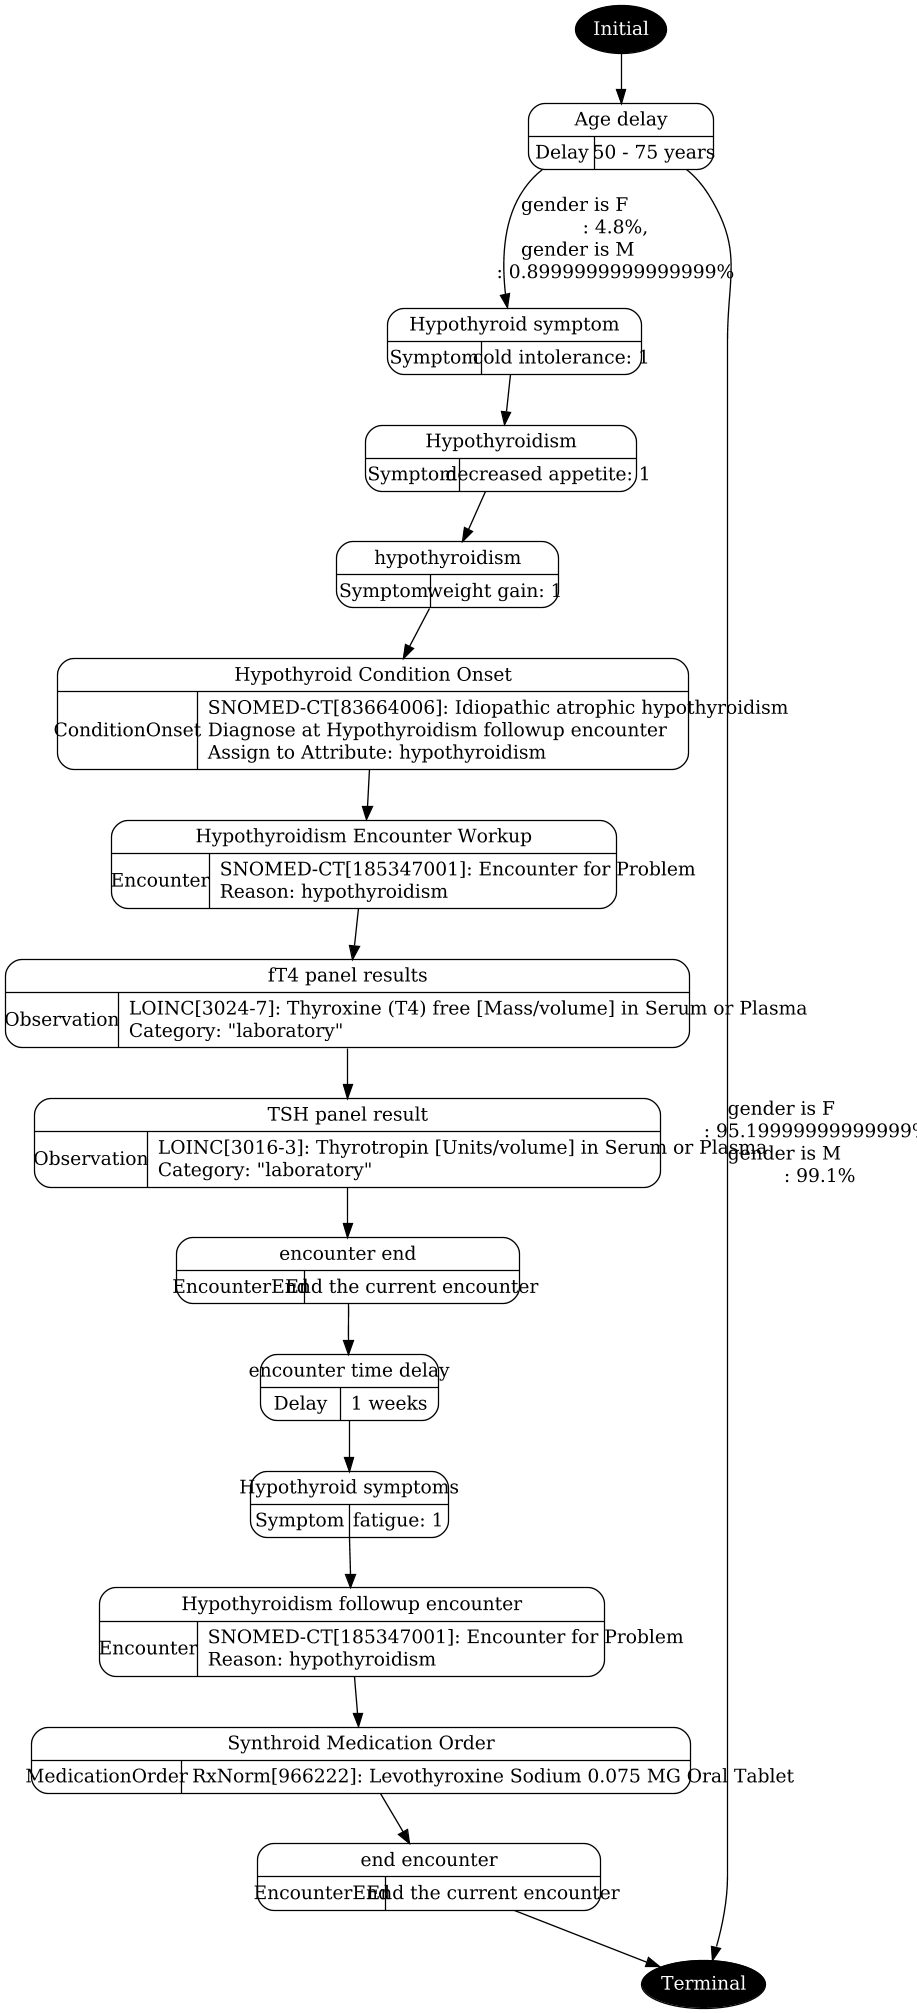 Initial
Age delay
Delay 50 - 75 years
gender is F
: 4.8%,
gender is M
: 0.8999999999999999%
Hypothyroid symptom
Symptom cold intolerance: 1
Hypothyroidism
Symptom decreased appetite: 1
hypothyroidism
Symptom weight gain: 1
Hypothyroid Condition Onset
SNOMED-CT[83664006]: Idiopathic atrophic hypothyroidism
ConditionOnset Diagnose at Hypothyroidism followup encounter
Assign to Attribute: hypothyroidism
Hypothyroidism Encounter Workup
Encounter
SNOMED-CT[185347001]: Encounter for Problem
Reason: hypothyroidism
fT4 panel results
Observation
LOINC[3024-7]: Thyroxine (T4) free [Mass/volume] in Serum or Plasma
Category: "laboratory"
TSH panel result
Observation
LOINC[3016-3]: Thyrotropin [Units/volume] in Serum or Plasma
Category: "laboratory"
gender is F
: 95.19999999999999%
gender is M
: 99.1%
encounter end
EncounterEnd End the current encounter
encounter time delay
Delay 1 weeks
Hypothyroid symptoms
Symptom fatigue: 1
Hypothyroidism followup encounter
Encounter
SNOMED-CT[185347001]: Encounter for Problem
Reason: hypothyroidism
Synthroid Medication Order
MedicationOrder RxNorm[966222]: Levothyroxine Sodium 0.075 MG Oral Tablet
end encounter
EncounterEnd End the current encounter
Terminal